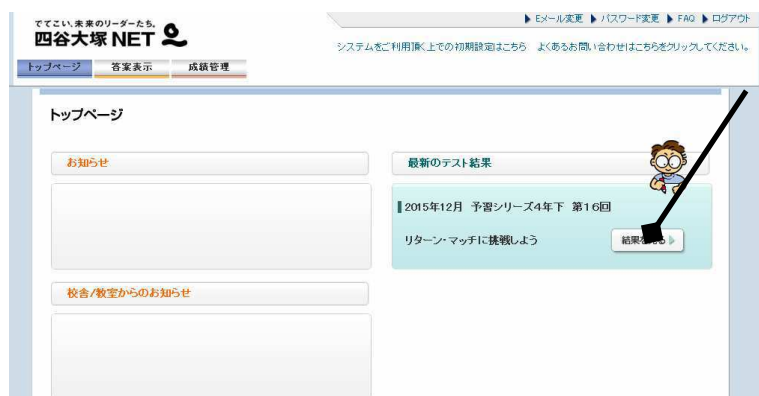 でてこい、未来のリーダーたち。
四谷大塚 NET
Eメール変更 パスワード変更 FAQ ログアウト
システムをご利用頂く上での初期設定はこちら よくあるお問い合わせはこちらをクリックしてください。
トップページ 答案表示 成績管理
トップページ
お知らせ
最新のテスト結果
2015年12月 予習シリーズ4年下 第16回
リターン・マッチに挑戦しよう
結果を る
校舎/教室からのお知らせ